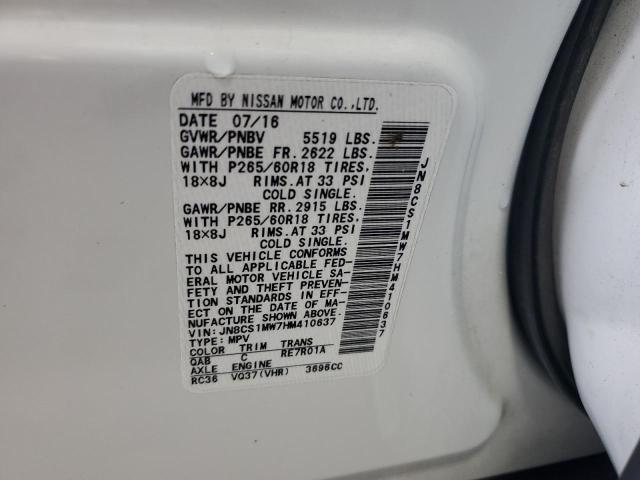 MFD BY NISSAN MOTOR CO.,LTD.
DATE 07/16
GVWR/PNBV 5519 LBS.
GAWR/PNBE FR. 2622 LBS.
WITH P265/60R18 TIRES.
18×8J RIMS. AT 33 PSI
COLD SINGLE.
GAWR/PNBE RR. 2915 LBS.
WITH P265/60R18 TIRES.
18×8J RIMS. AT 33 PSI
COLD SINGLE.
THIS VEHICLE CONFORMS
TO ALL APPLICABLE FED-
ERAL MOTOR VEHICLE SA-
FETY AND THEFT PREVEN-
TION STANDARDS IN EFF-
ECT ON THE DATE OF MA-
NUFACTURE SHOWN ABOVE.
VIN: JN8CS1MW7HM410637
TYPE: MPV
COLOR TRIM TRANS
QAB C RE7R01A
AXLE ENGINE
RC36 VQ37(VHR) 3696CC
JN8CS1MW7HM410637